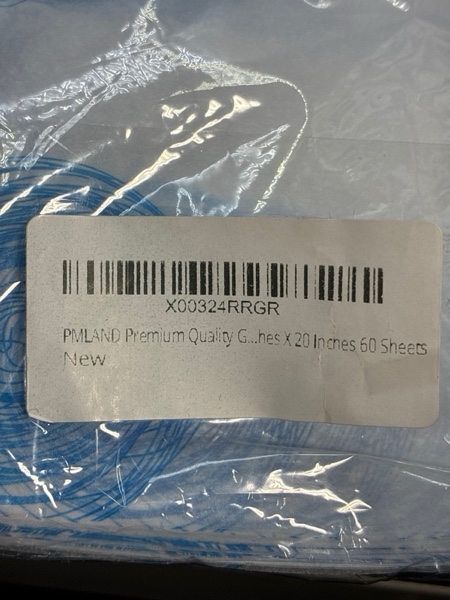 X00324RRGR
PMLAND Premium Quality G...hes X 20 Inches 60 Sheets
New